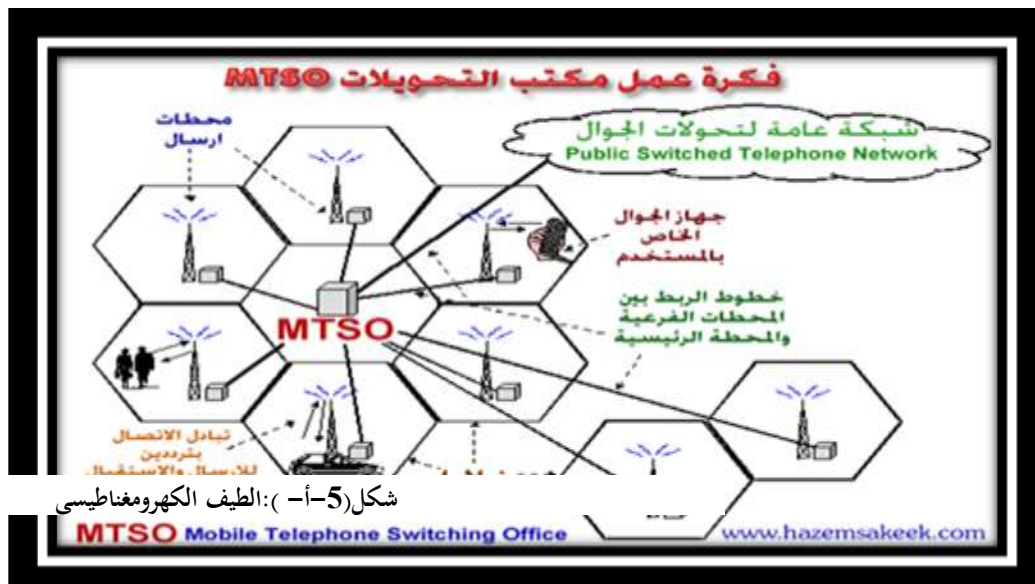 فكرة عمل مكتب التحويلات MTSO
محطات
ارسال
شبكة عامة لتحولات الجوال
Public Switched Telephone Network
جهاز الجوال
الخاص
بالمستخدم
خطوط الربط بين
المحطات الفرعية
والمحطة الرئيسية
MTSO
تبادل الاتصال
بترددين
للارسال والاستقبال
شكل(5-أ- ):الطيف الكهرومغناطيسى
MTSO Mobile Telephone Switching Office
www.hazemsakeek.com